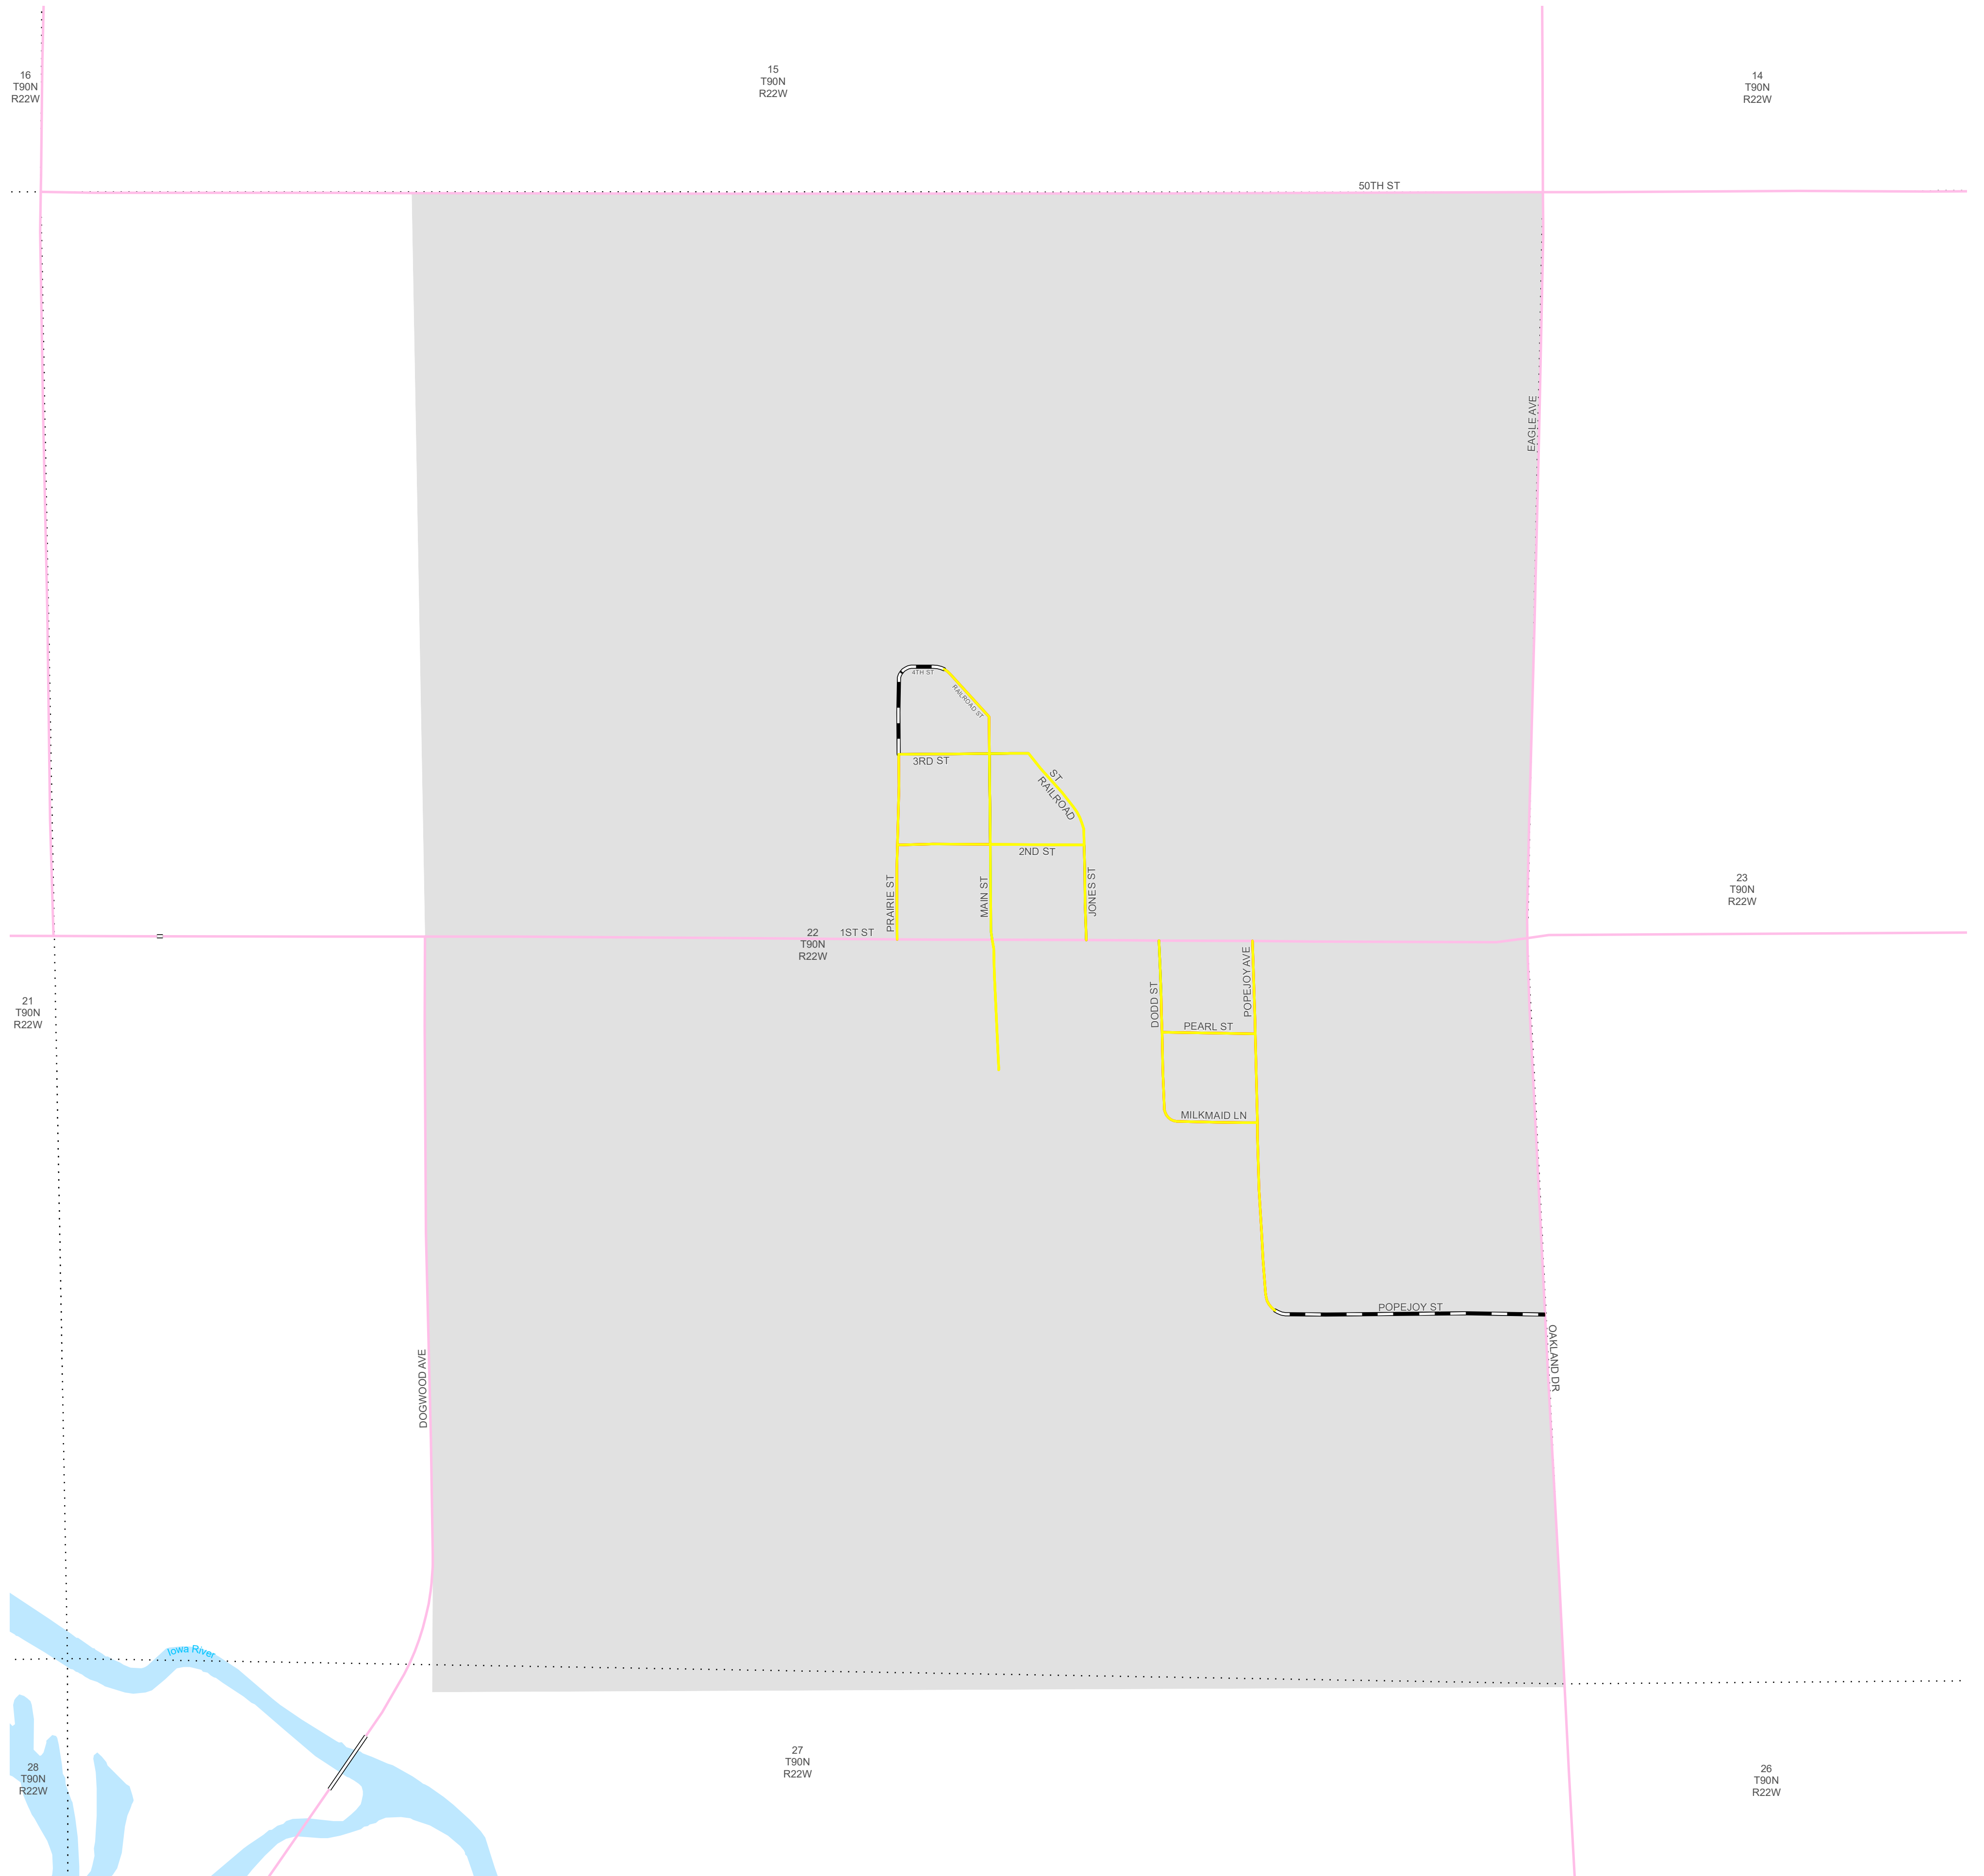 16
T90N
R22W
15
T90N
R22W
14
T90N
R22W
50TH ST
EAGLE AVE
4TH ST
RAILROAD ST
3RD ST
RAILROAD ST
2ND ST
PRAIRIE ST
MAIN ST
JONES ST
23
T90N
R22W
1ST ST
22
T90N
R22W
21
T90N
R22W
DODD ST
POPEJOY AVE
PEARL ST
MILKMAID LN
POPEJOY ST
OAKLAND DR
DOGWOOD AVE
Iowa River
28
T90N
R22W
27
T90N
R22W
26
T90N
R22W